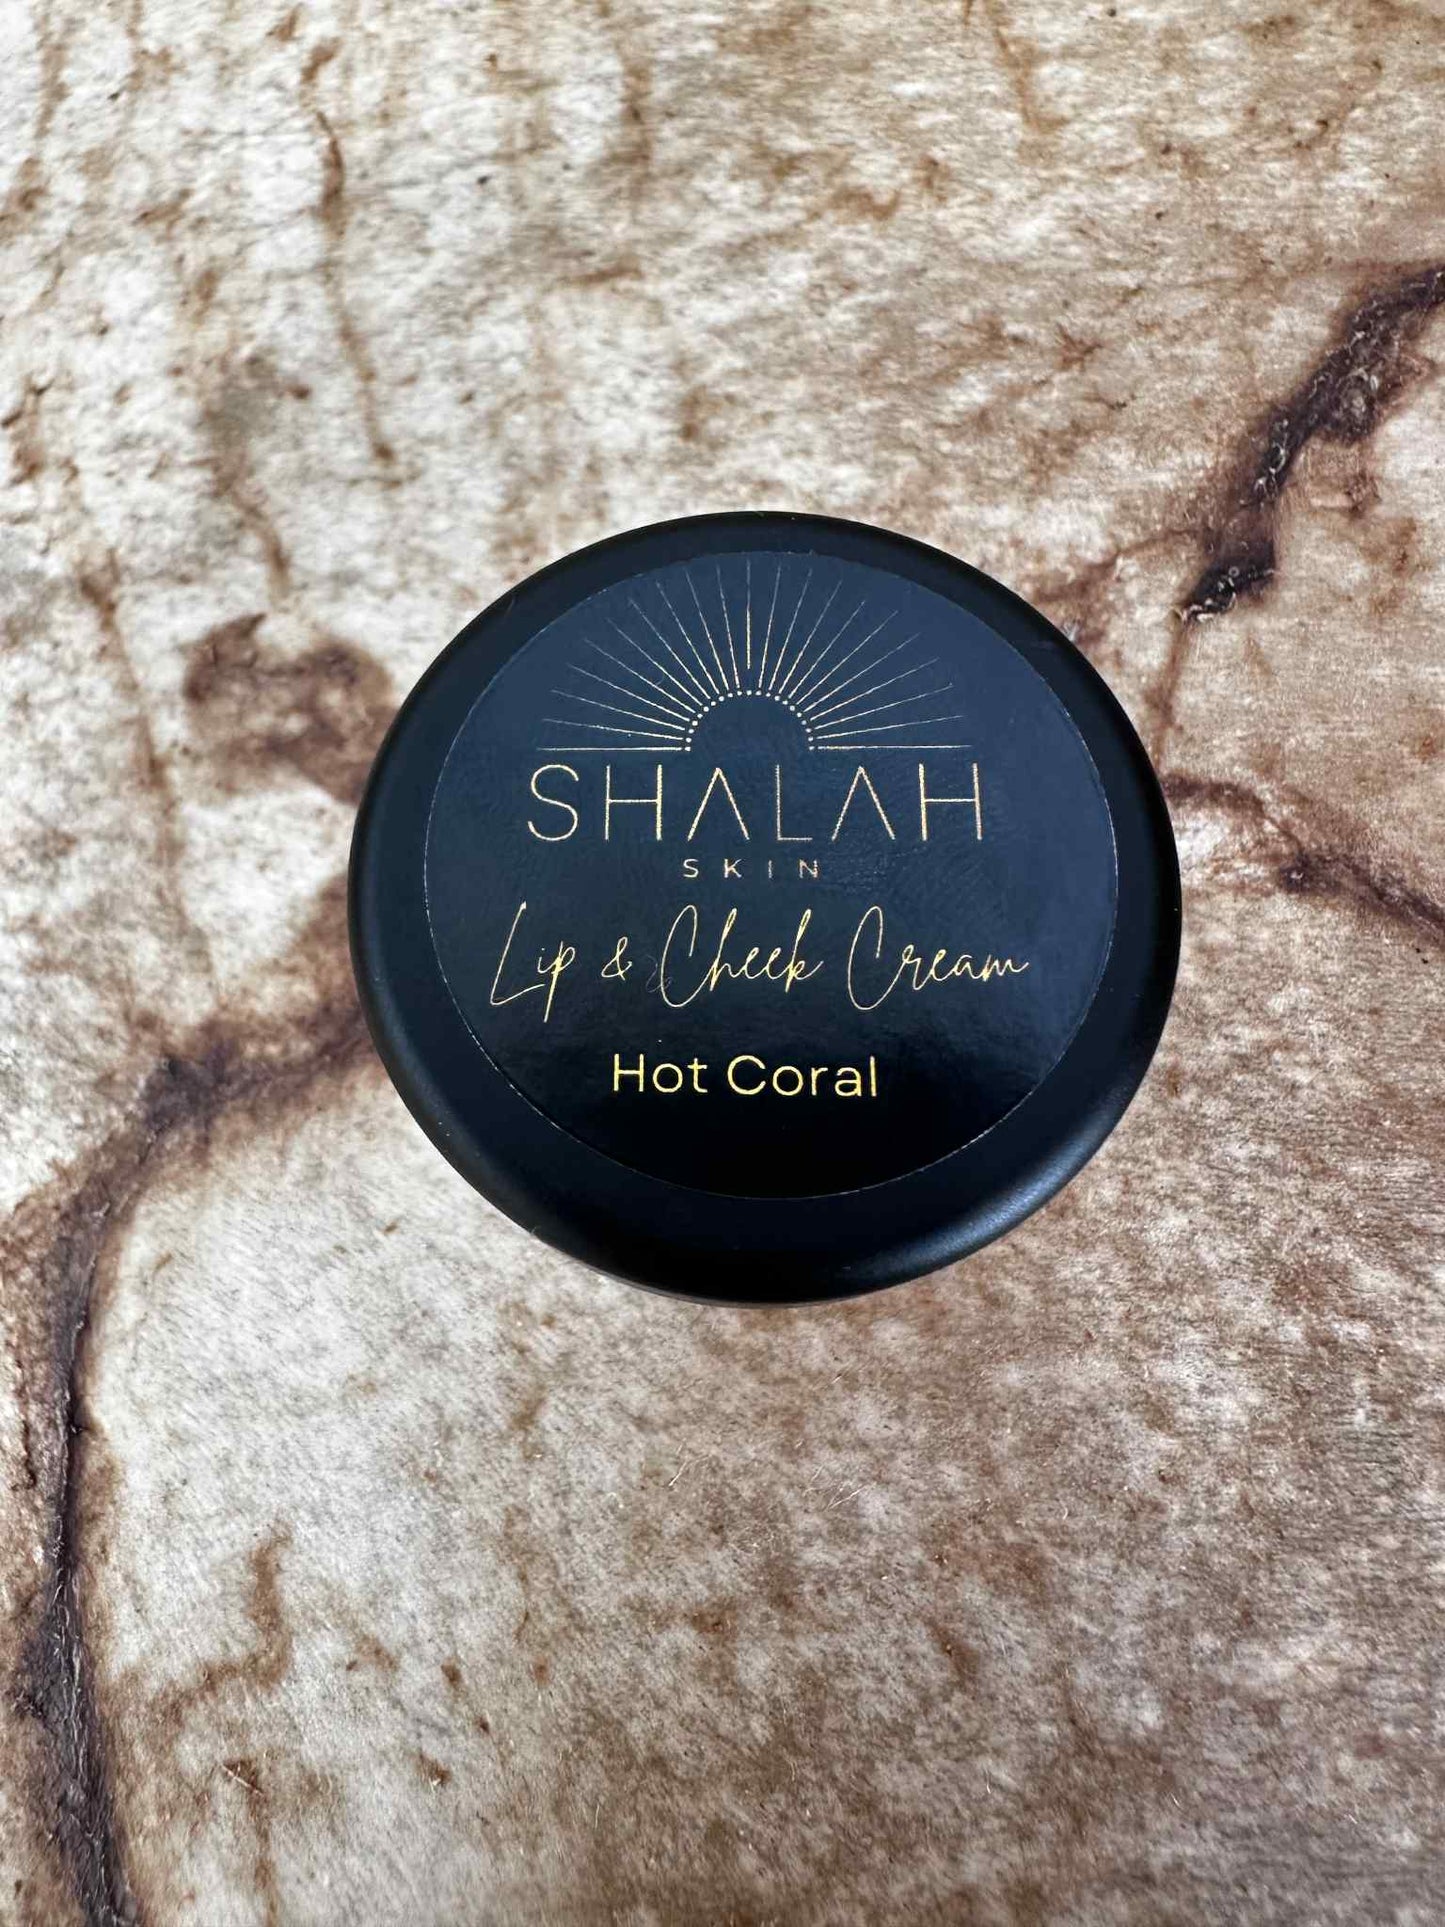 SHALAH
SKIN
Lip & Cheek Cream
Hot Coral